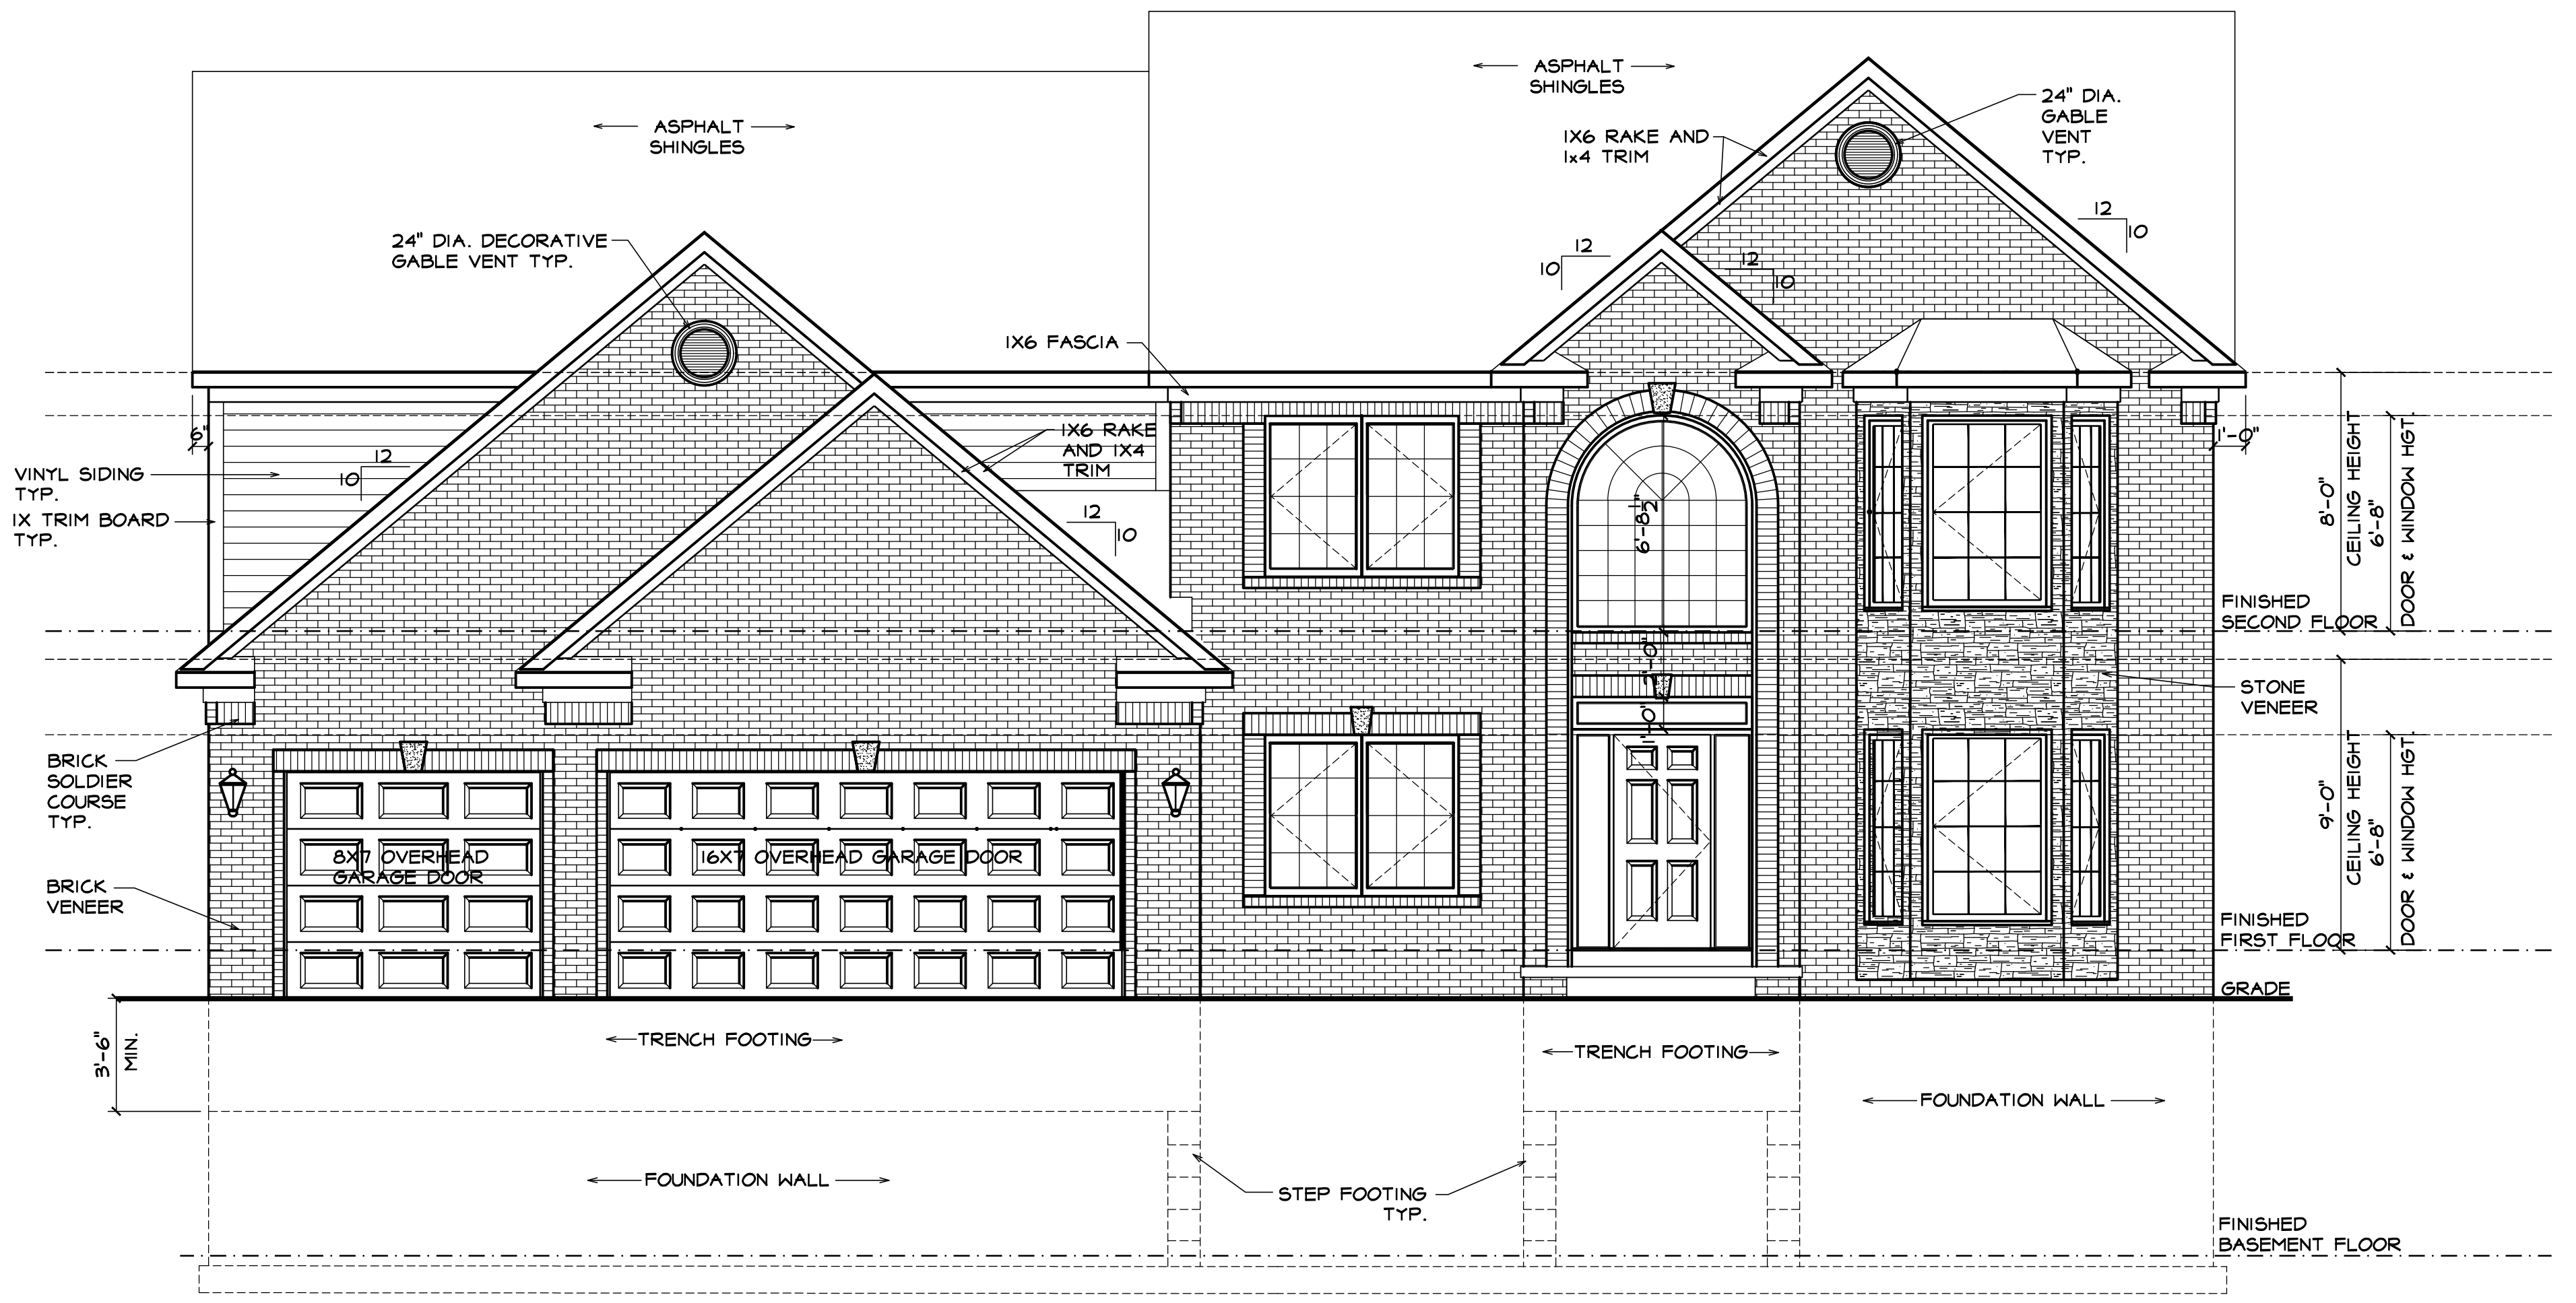 ASPHALT
SHINGLES
24" DIA.
GABLE
VENT
TYP.
ASPHALT
SHINGLES
1X6 RAKE AND
1x4 TRIM
12
10
24" DIA. DECORATIVE
GABLE VENT TYP.
12
10
12
10
1X6 FASCIA
6"
1X6 RAKE
AND 1X4
TRIM
1'-0"
12
10
VINYL SIDING
TYP.
1X TRIM BOARD
TYP.
12
10
6'-8 1/2"
8'-0"
CEILING HEIGHT
6'-8"
DOOR & WINDOW HGT.
FINISHED
SECOND FLOOR
2'-0"
STONE
VENEER
1'-0"
BRICK
SOLDIER
COURSE
TYP.
9'-0"
CEILING HEIGHT
6'-8"
DOOR & WINDOW HGT.
8X7 OVERHEAD
GARAGE DOOR
16X7 OVERHEAD GARAGE DOOR
BRICK
VENEER
FINISHED
FIRST FLOOR
GRADE
3'-6"
MIN.
TRENCH FOOTING
TRENCH FOOTING
FOUNDATION WALL
FOUNDATION WALL
STEP FOOTING
TYP.
FINISHED
BASEMENT FLOOR